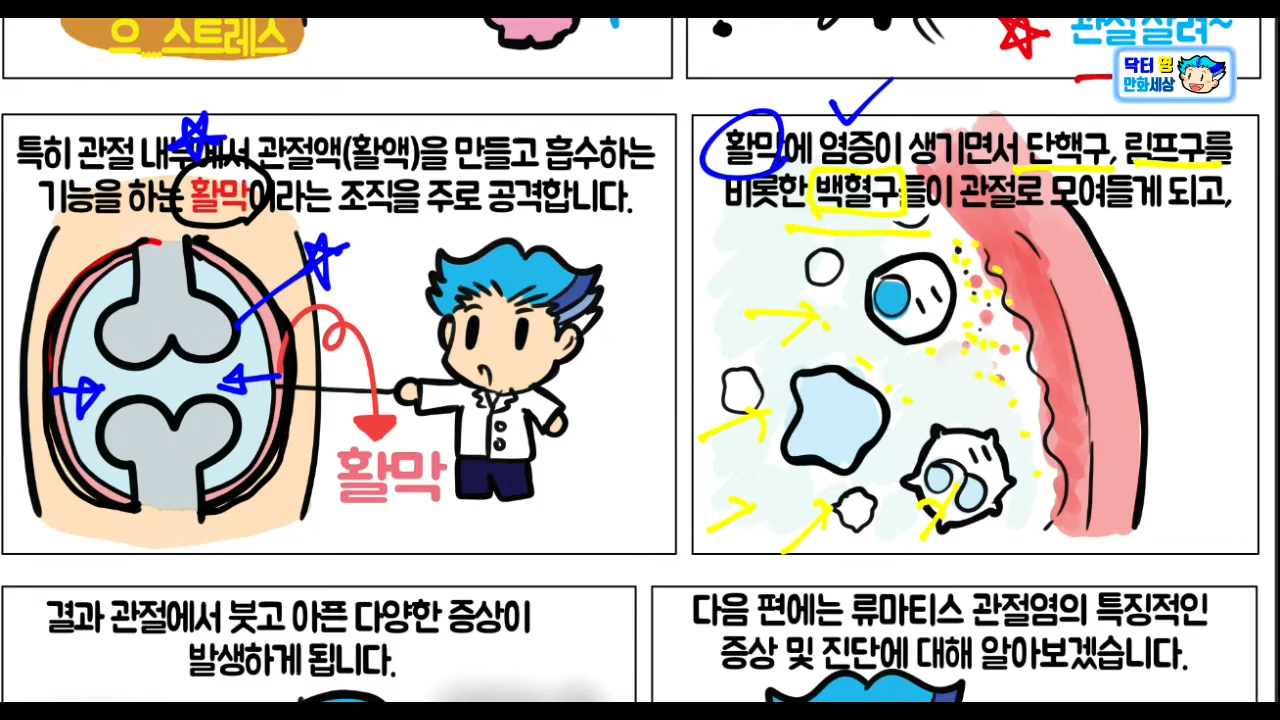 으... 스트레스
관절 살려~
닥터 염
만화세상
특히 관절 내부에서 관절액(활액)을 만들고 흡수하는
기능을 하는 활막이라는 조직을 주로 공격합니다.
활막
활막에 염증이 생기면서 단핵구, 림프구를
비롯한 백혈구들이 관절로 모여들게 되고,
결과 관절에서 붓고 아픈 다양한 증상이
발생하게 됩니다.
다음 편에는 류마티스 관절염의 특징적인
증상 및 진단에 대해 알아보겠습니다.